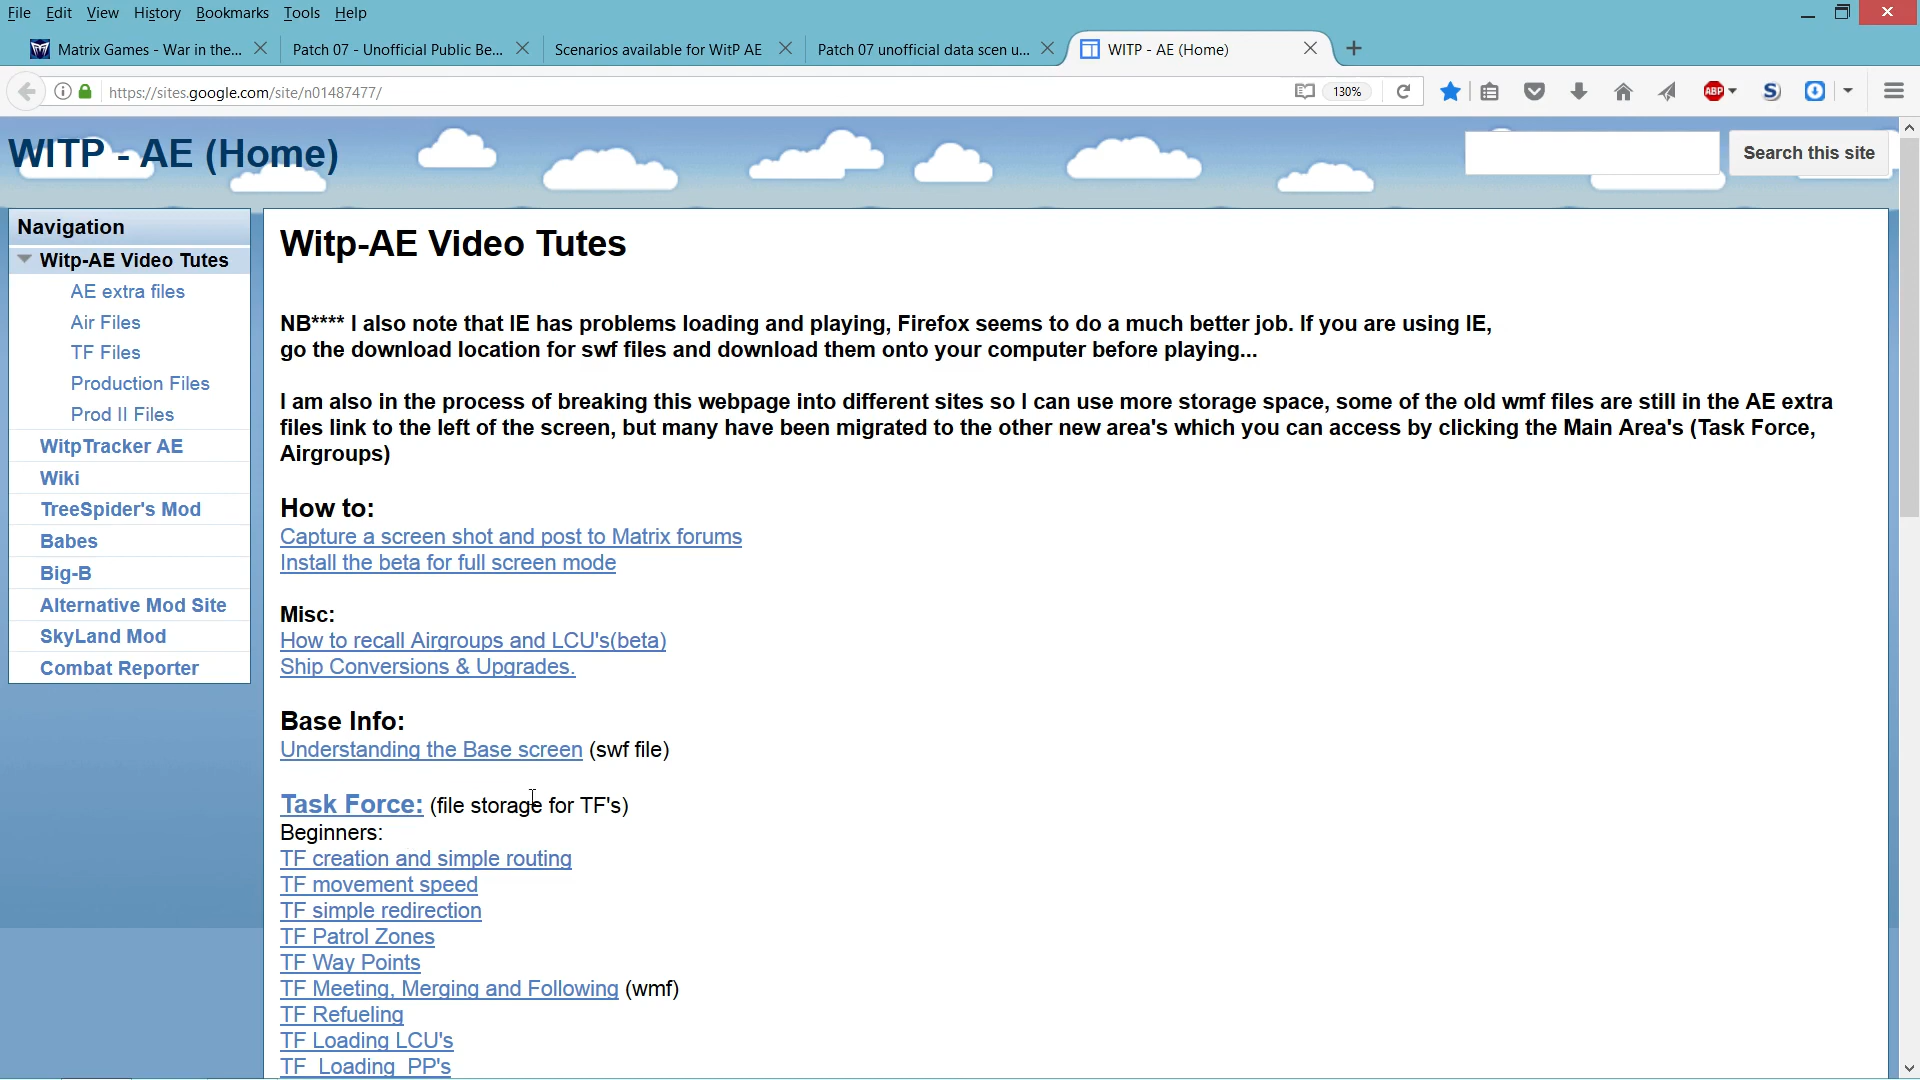 File Edit View History Bookmarks Tools Help
Matrix Games - War in the... Patch 07 - Unofficial Public Be... Scenarios available for WitP AE Patch 07 unofficial data scen u... WITP - AE (Home)
https://sites.google.com/site/n01487477/ 130% ABP S
WITP - AE (Home) Search this site
Navigation
Witp-AE Video Tutes
AE extra files
Air Files
TF Files
Production Files
Prod II Files
WitpTracker AE
Wiki
TreeSpider's Mod
Babes
Big-B
Alternative Mod Site
SkyLand Mod
Combat Reporter
Witp-AE Video Tutes
NB**** I also note that IE has problems loading and playing, Firefox seems to do a much better job. If you are using IE,
go the download location for swf files and download them onto your computer before playing...
I am also in the process of breaking this webpage into different sites so I can use more storage space, some of the old wmf files are still in the AE extra
files link to the left of the screen, but many have been migrated to the other new area's which you can access by clicking the Main Area's (Task Force,
Airgroups)
How to:
Capture a screen shot and post to Matrix forums
Install the beta for full screen mode
Misc:
How to recall Airgroups and LCU's(beta)
Ship Conversions & Upgrades.
Base Info:
Understanding the Base screen (swf file)
Task Force: (file storage for TF's)
Beginners:
TF creation and simple routing
TF movement speed
TF simple redirection
TF Patrol Zones
TF Way Points
TF Meeting, Merging and Following (wmf)
TF Refueling
TF Loading LCU's
TF Loading PP's